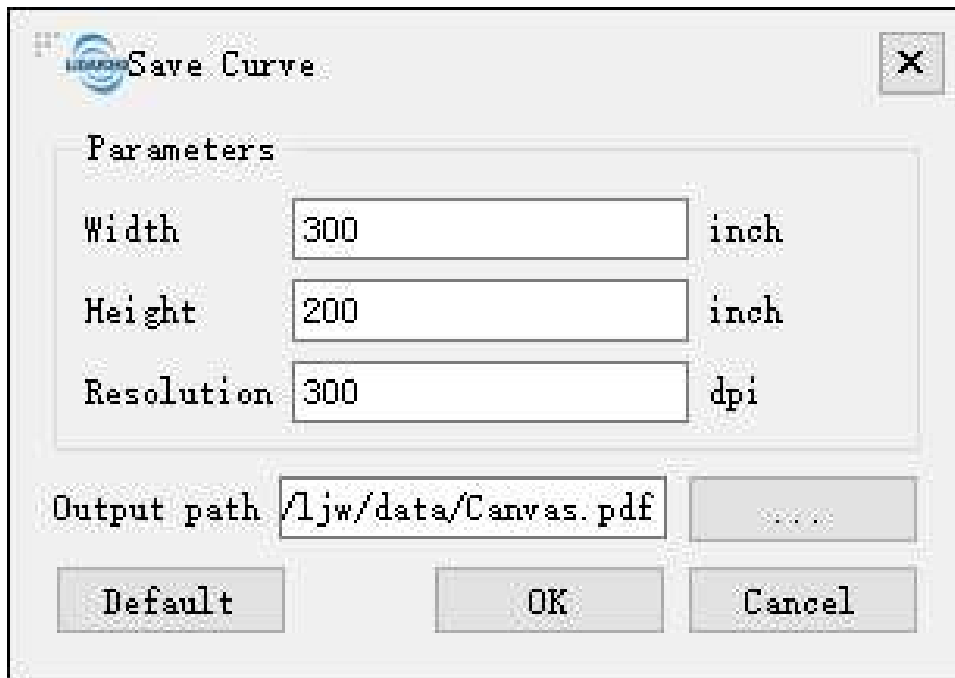 Save Curve
Parameters
Width 300 inch
Height 200 inch
Resolution 300 dpi
Output path /ljw/data/Canvas.pdf ....
Default OK Cancel